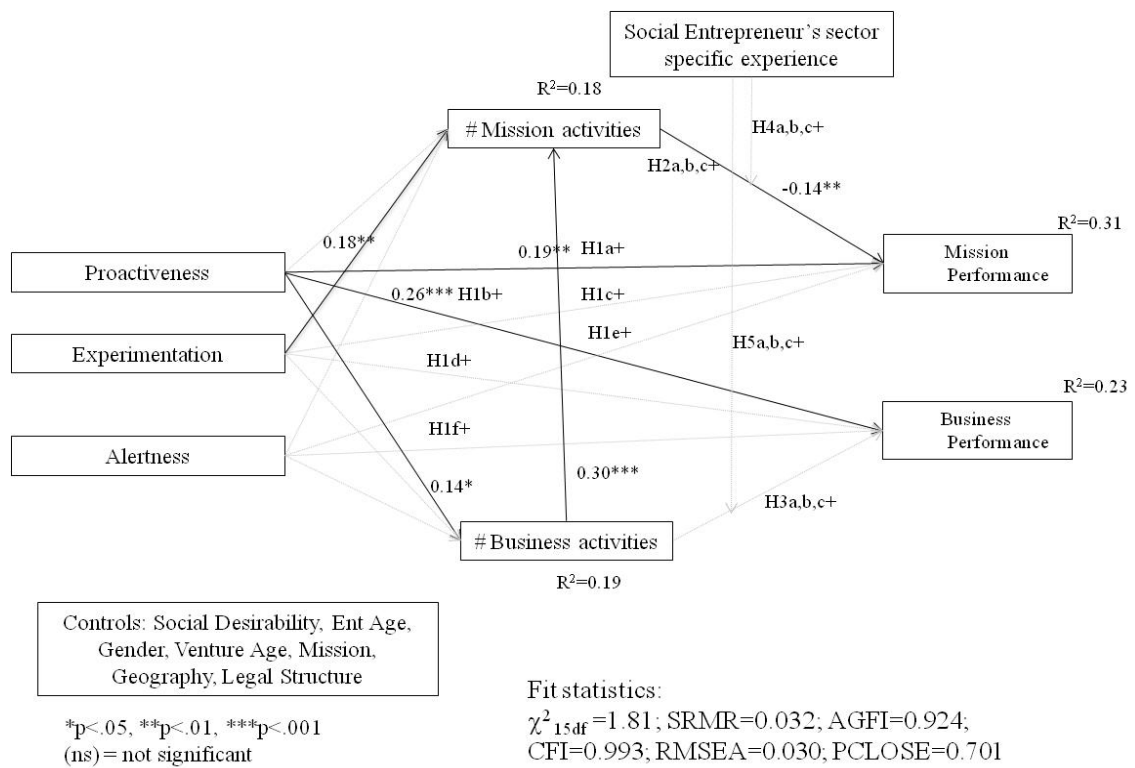 Social Entrepreneur's sector
specific experience
R²=0.18
# Mission activities
H4a,b,c+
H2a,b,c+
-0.14**
R²=0.31
0.18**
0.19** H1a+
Proactiveness
Mission
Performance
0.26*** H1b+
H1c+
H1e+
Experimentation
H5a,b,c+
H1d+
R²=0.23
Business
Performance
H1f+
Alertness
0.14*
0.30***
H3a,b,c+
# Business activities
R²=0.19
Controls: Social Desirability, Ent Age,
Gender, Venture Age, Mission,
Geography, Legal Structure
*p<.05, **p<.01, ***p<.001
(ns) = not significant
Fit statistics:
χ² 15df =1.81; SRMR=0.032; AGFI=0.924;
CFI=0.993; RMSEA=0.030; PCLOSE=0.701